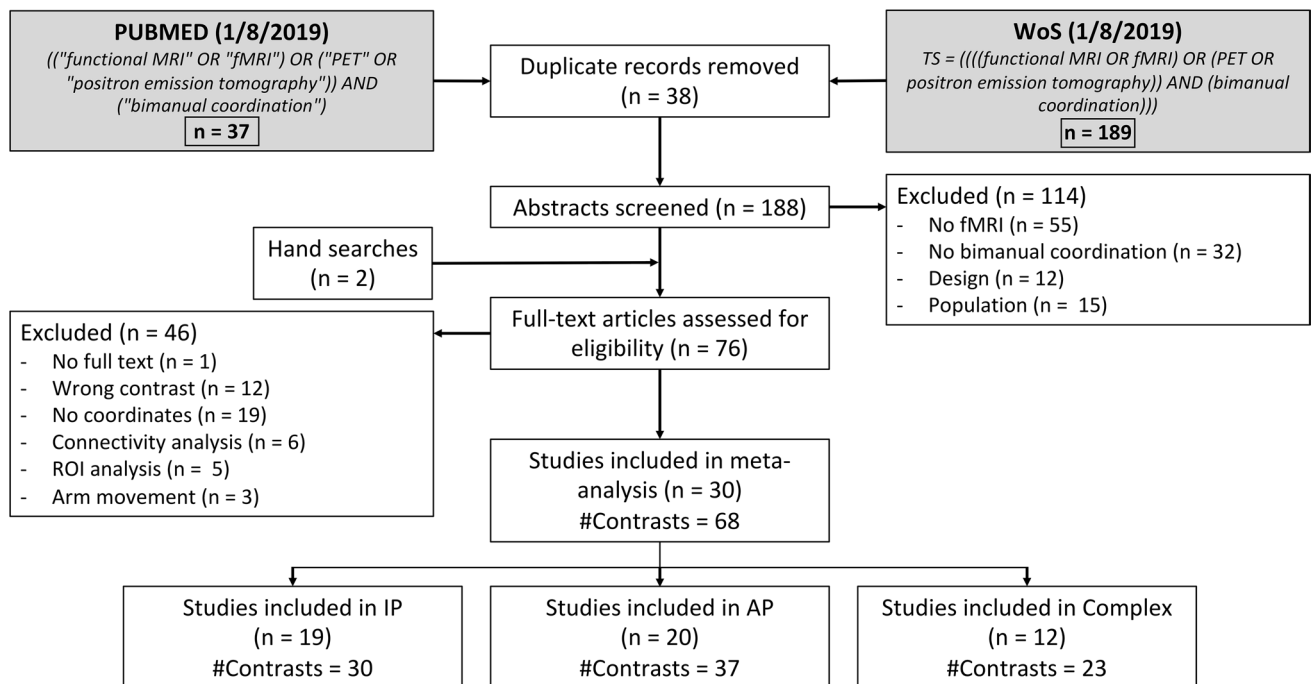 PUBMED (1/8/2019)
(("functional MRI" OR "fMRI") OR ("PET" OR
"positron emission tomography")) AND
("bimanual coordination")
n = 37
Duplicate records removed
(n = 38)
WoS (1/8/2019)
TS = ((((functional MRI OR fMRI) OR (PET OR
positron emission tomography)) AND (bimanual
coordination)))
n = 189
Abstracts screened (n = 188)
Excluded (n = 114)
- No fMRI (n = 55)
- No bimanual coordination (n = 32)
- Design (n = 12)
- Population (n = 15)
Hand searches
(n = 2)
Full-text articles assessed for
eligibility (n = 76)
Excluded (n = 46)
- No full text (n = 1)
- Wrong contrast (n = 12)
- No coordinates (n = 19)
- Connectivity analysis (n = 6)
- ROI analysis (n = 5)
- Arm movement (n = 3)
Studies included in meta-
analysis (n = 30)
#Contrasts = 68
Studies included in IP
(n = 19)
#Contrasts = 30
Studies included in AP
(n = 20)
#Contrasts = 37
Studies included in Complex
(n = 12)
#Contrasts = 23